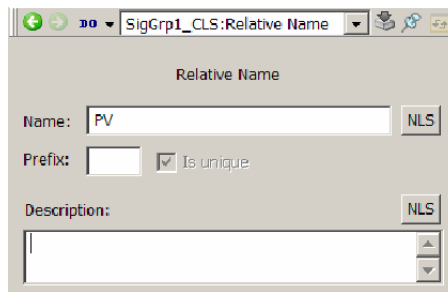 DO SigGrp1_CLS:Relative Name
Relative Name
Name: PV NLS
Prefix: Is unique
Description: NLS